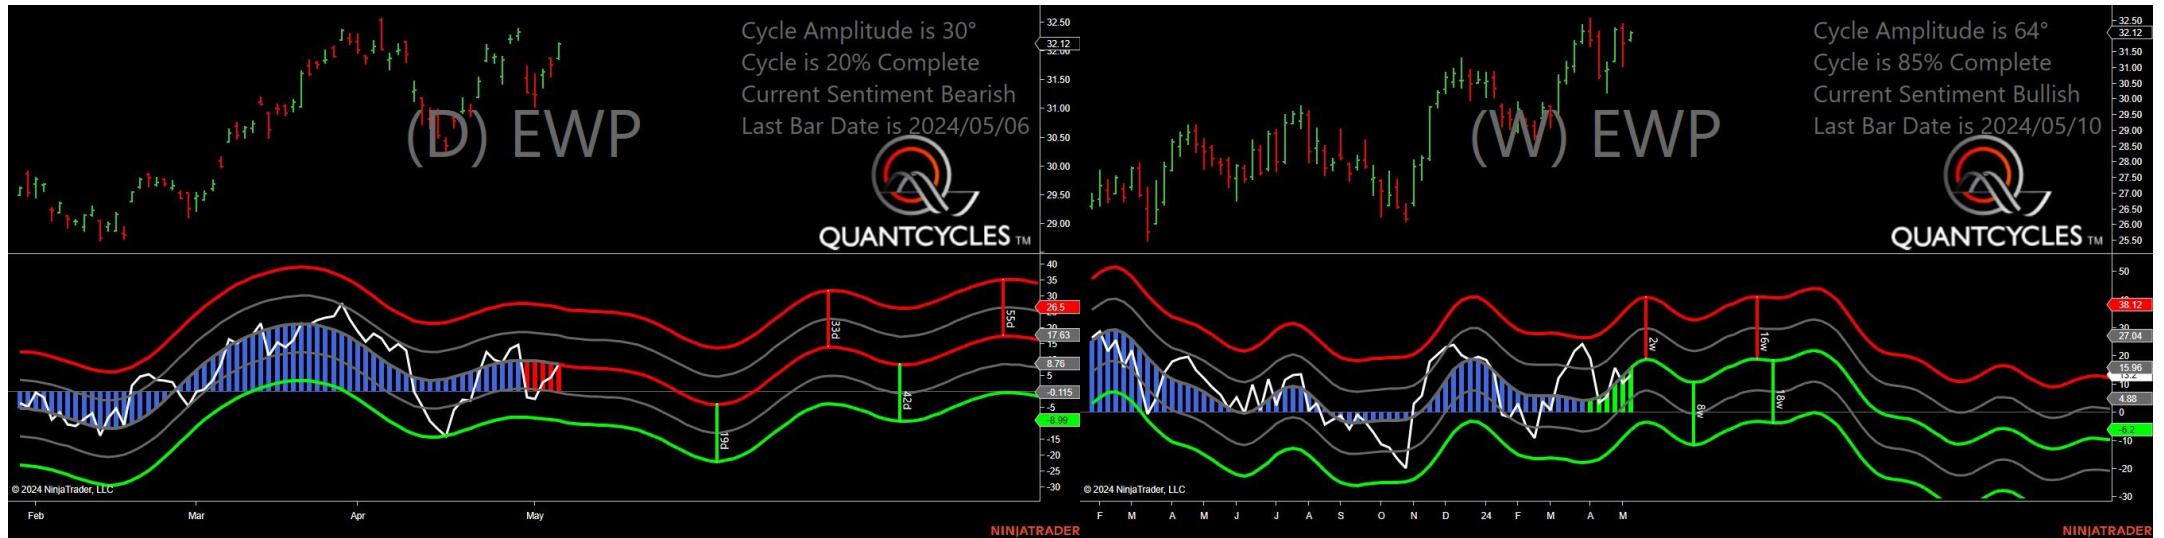 Cycle Amplitude is 30°
Cycle is 20% Complete
Current Sentiment Bearish
Last Bar Date is 2024/05/06
(D) EWP
QUANTCYCLES TM
32.50
32.12
32.00
31.50
31.00
30.50
30.00
29.50
29.00
40
35
30
26.5
17.63
15
8.76
5
-0.115
-5
-8.99
-15
-20
-25
-30
19d
33d
42d
55d
© 2024 NinjaTrader, LLC
Feb Mar Apr May
NINJATRADER
Cycle Amplitude is 64°
Cycle is 85% Complete
Current Sentiment Bullish
Last Bar Date is 2024/05/10
(W) EWP
QUANTCYCLES TM
32.50
32.12
31.50
31.00
30.50
30.00
29.50
29.00
28.50
28.00
27.50
27.00
26.50
26.00
25.50
50
38.12
30
27.04
20
15.96
13.2
10
4.88
0
-6.2
-10
-20
-30
2w
8w
16w
18w
© 2024 NinjaTrader, LLC
F M A M J J A S O N D 24 F M A M
NINJATRADER